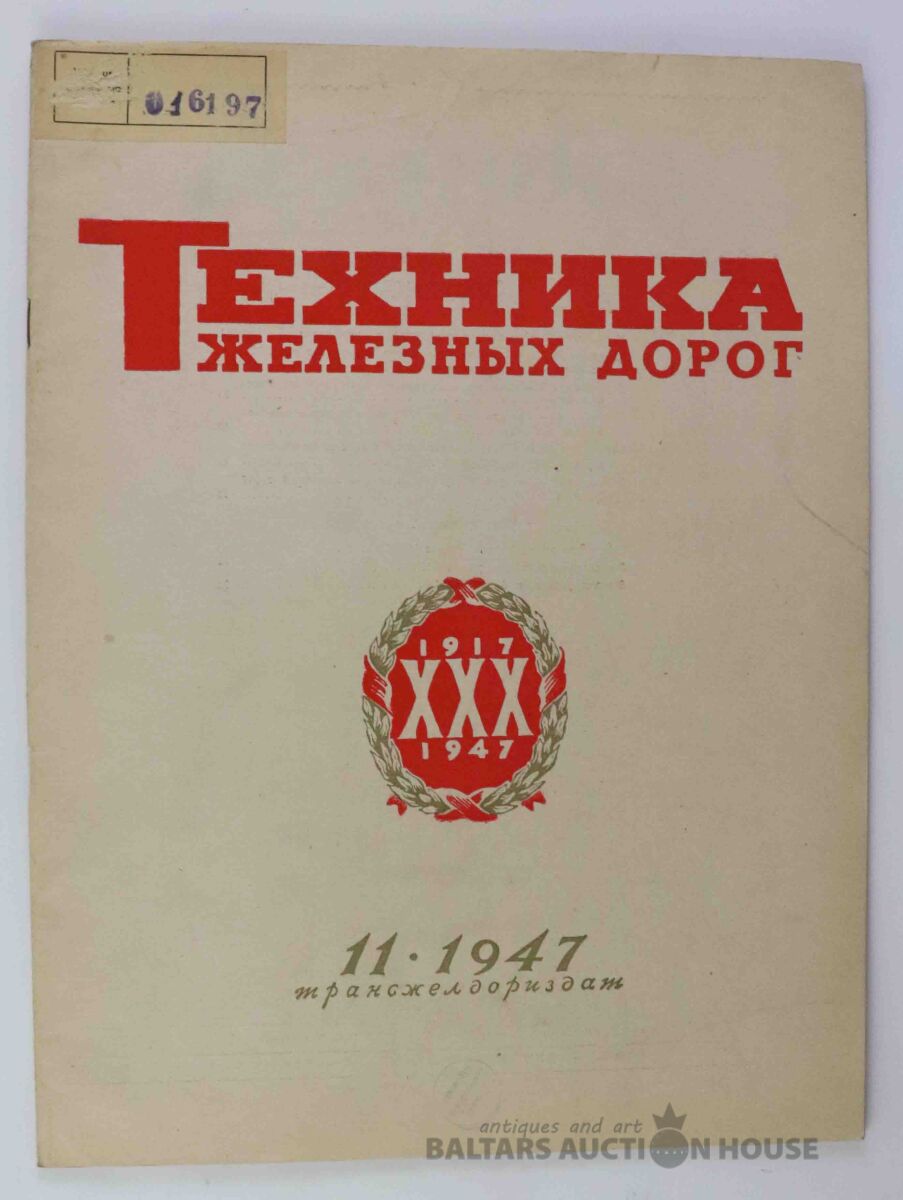 016197
ТЕХНИКА
ЖЕЛЕЗНЫХ ДОРОГ
1917
XXX
1947
11·1947
трансжелдориздат
antiques and art
BALTARS AUCTION HOUSE